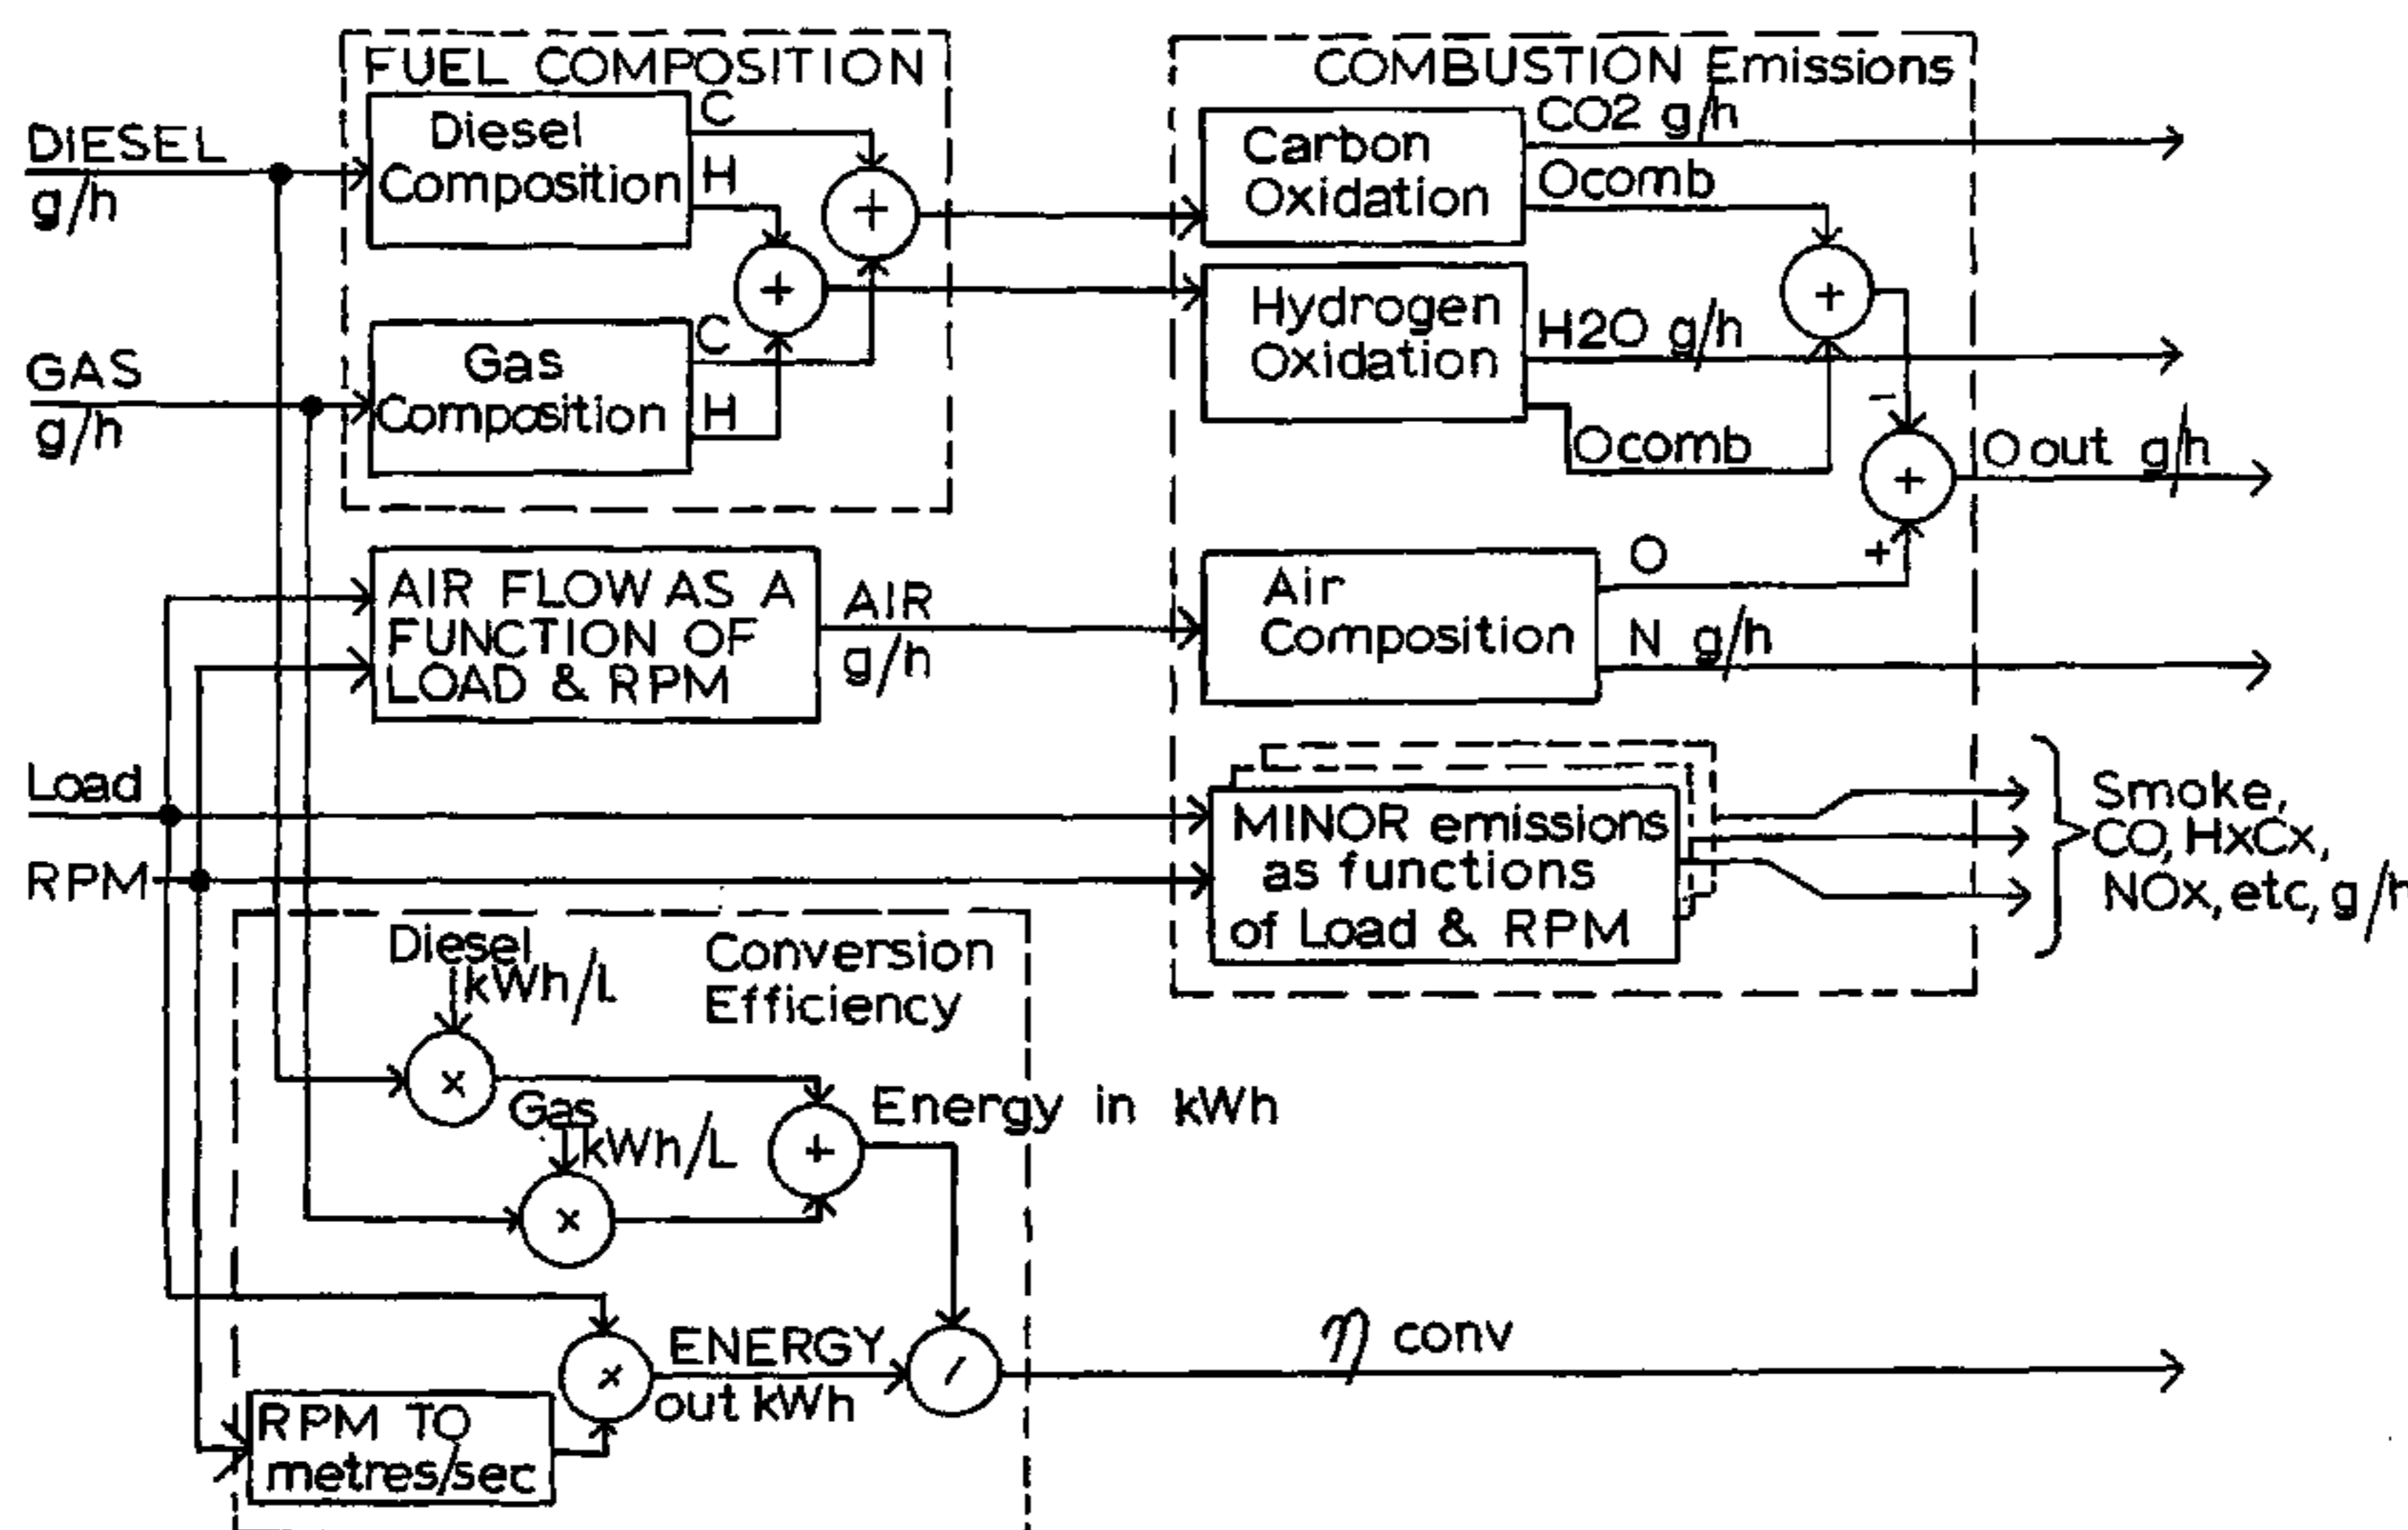 FUEL COMPOSITION
COMBUSTION Emissions
DIESEL
g/h
Diesel
Composition
C
H
+
+
Carbon
Oxidation
CO2 g/h
Ocomb
+
GAS
g/h
Gas
Composition
C
H
Hydrogen
Oxidation
H2O g/h
Ocomb
−
+
+
O out g/h
AIR FLOW AS A
FUNCTION OF
LOAD & RPM
AIR
g/h
Air
Composition
O
N g/h
Load
RPM
MINOR emissions
as functions
of Load & RPM
Smoke,
CO, HxCx,
NOx, etc, g/h
Diesel
kWh/L
Conversion
Efficiency
x
Gas
kWh/L
x
+
Energy in kWh
x
ENERGY
out kWh
/
η conv
RPM TO
metres/sec